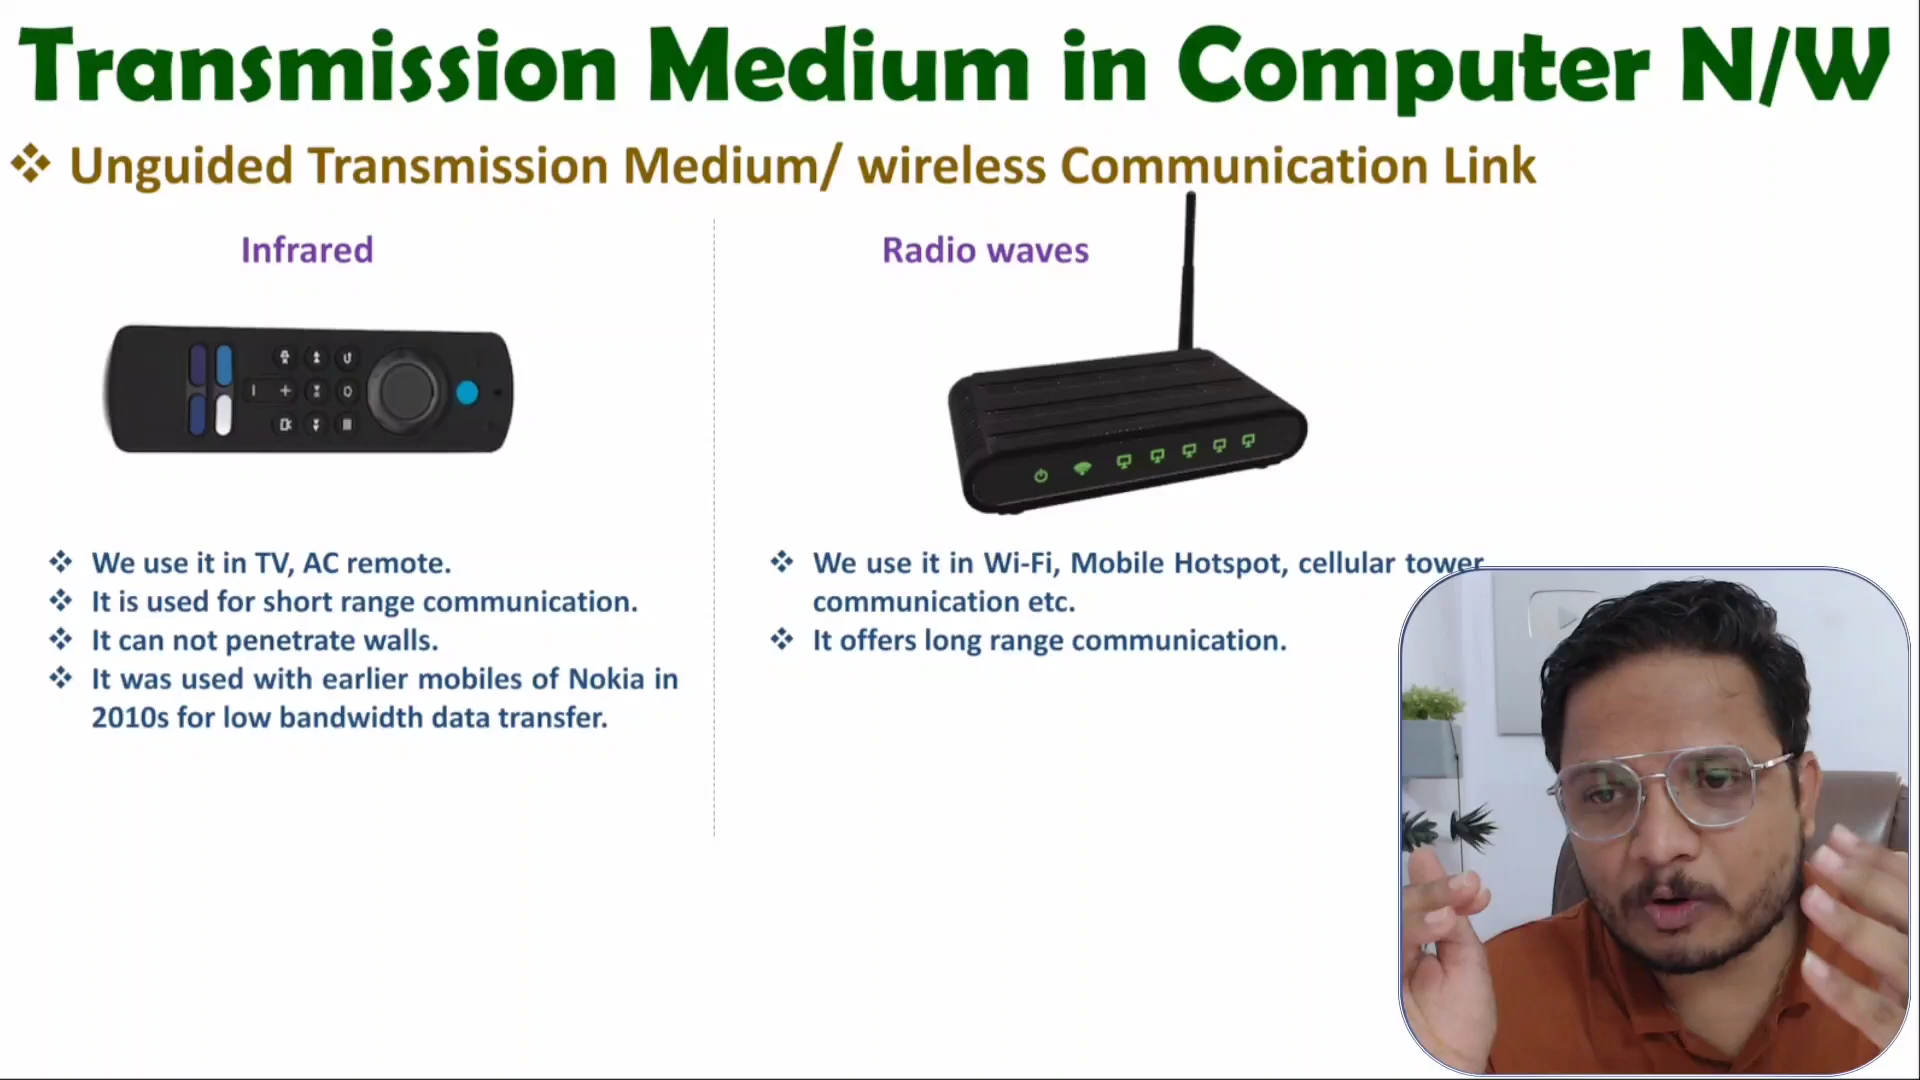 Transmission Medium in Computer N/W
Unguided Transmission Medium/ wireless Communication Link
Infrared
We use it in TV, AC remote.
It is used for short range communication.
It can not penetrate walls.
It was used with earlier mobiles of Nokia in
2010s for low bandwidth data transfer.
Radio waves
We use it in Wi-Fi, Mobile Hotspot, cellular tower
communication etc.
It offers long range communication.